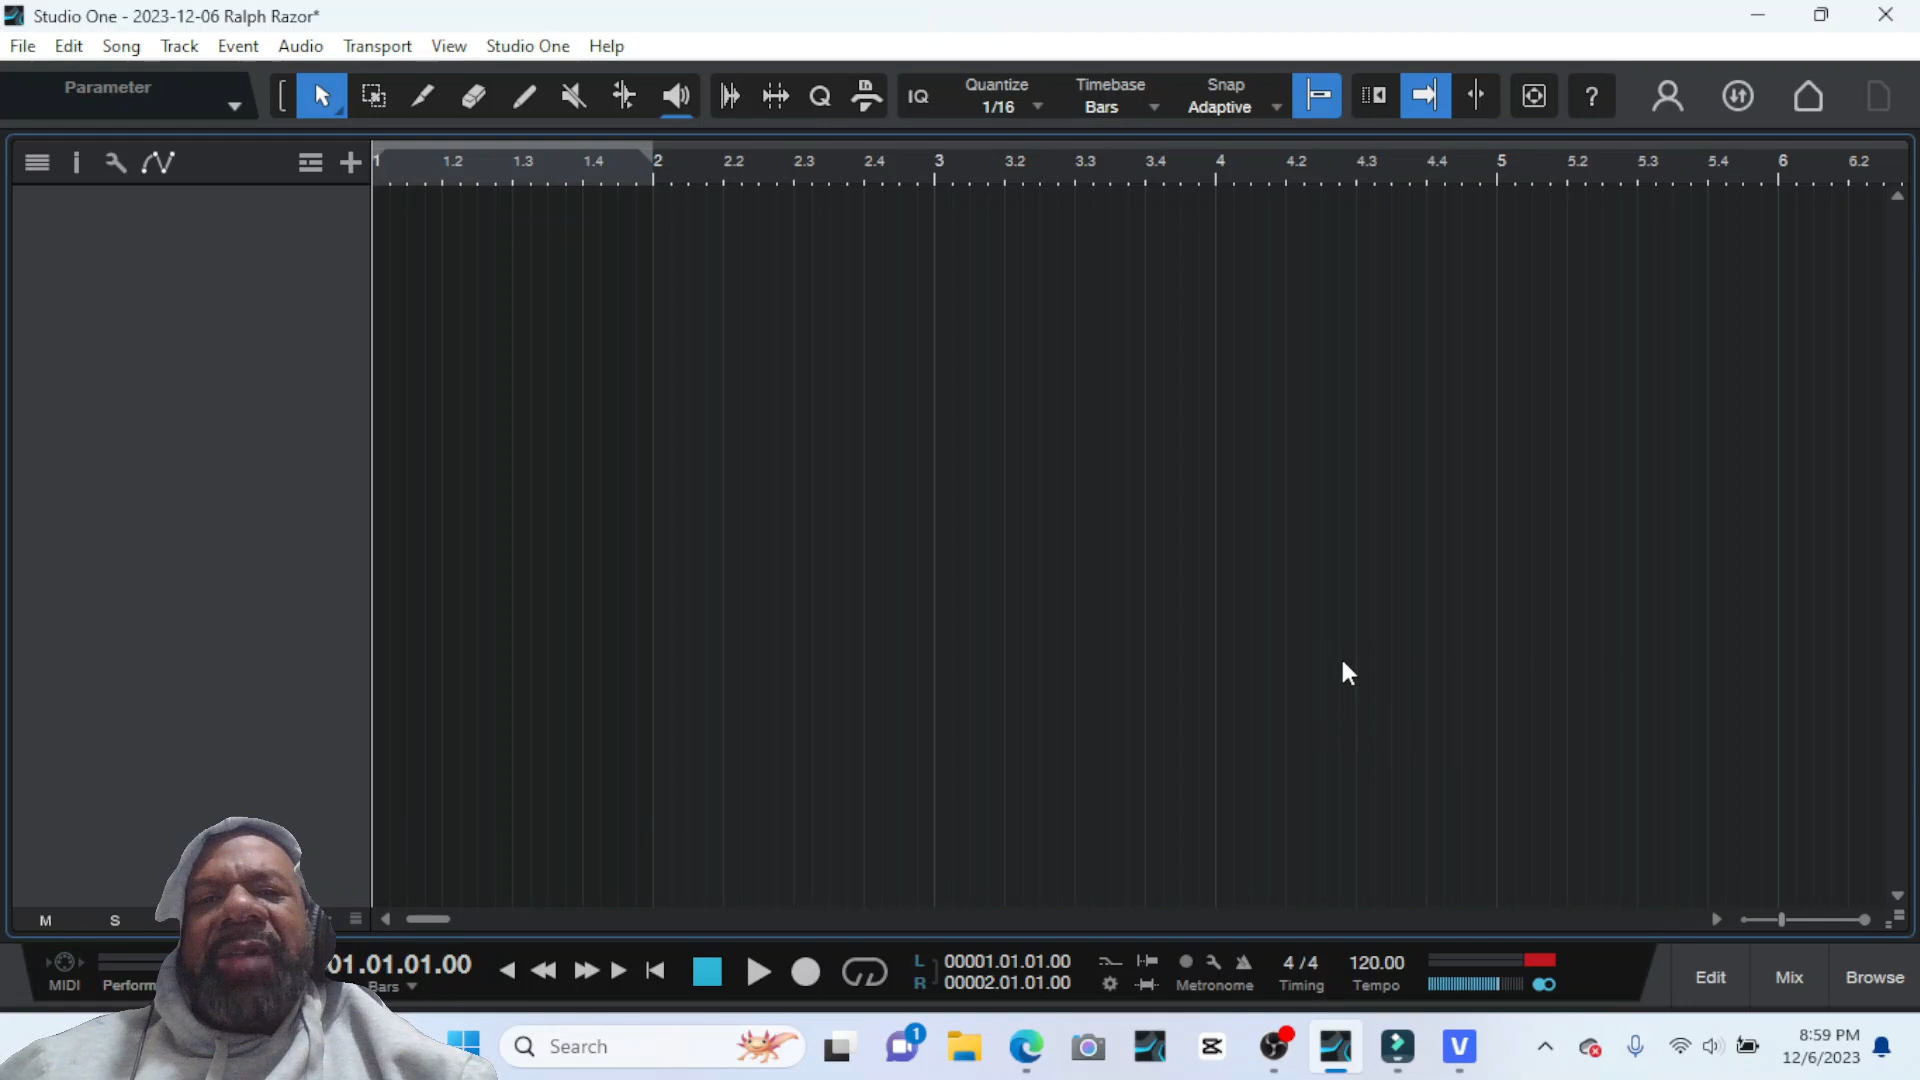 Studio One - 2023-12-06 Ralph Razor*
File Edit Song Track Event Audio Transport View Studio One Help
Parameter
IQ
Quantize
1/16
Timebase
Bars
Snap
Adaptive
?
1 1.2 1.3 1.4 2 2.2 2.3 2.4 3 3.2 3.3 3.4 4 4.2 4.3 4.4 5 5.2 5.3 5.4 6 6.2
M S
MIDI
Perform
01.01.01.00
Bars
L 00001.01.01.00
R 00002.01.01.00
Metronome
4 / 4
Timing
120.00
Tempo
Edit Mix Browse
Search
1
V
8:59 PM
12/6/2023